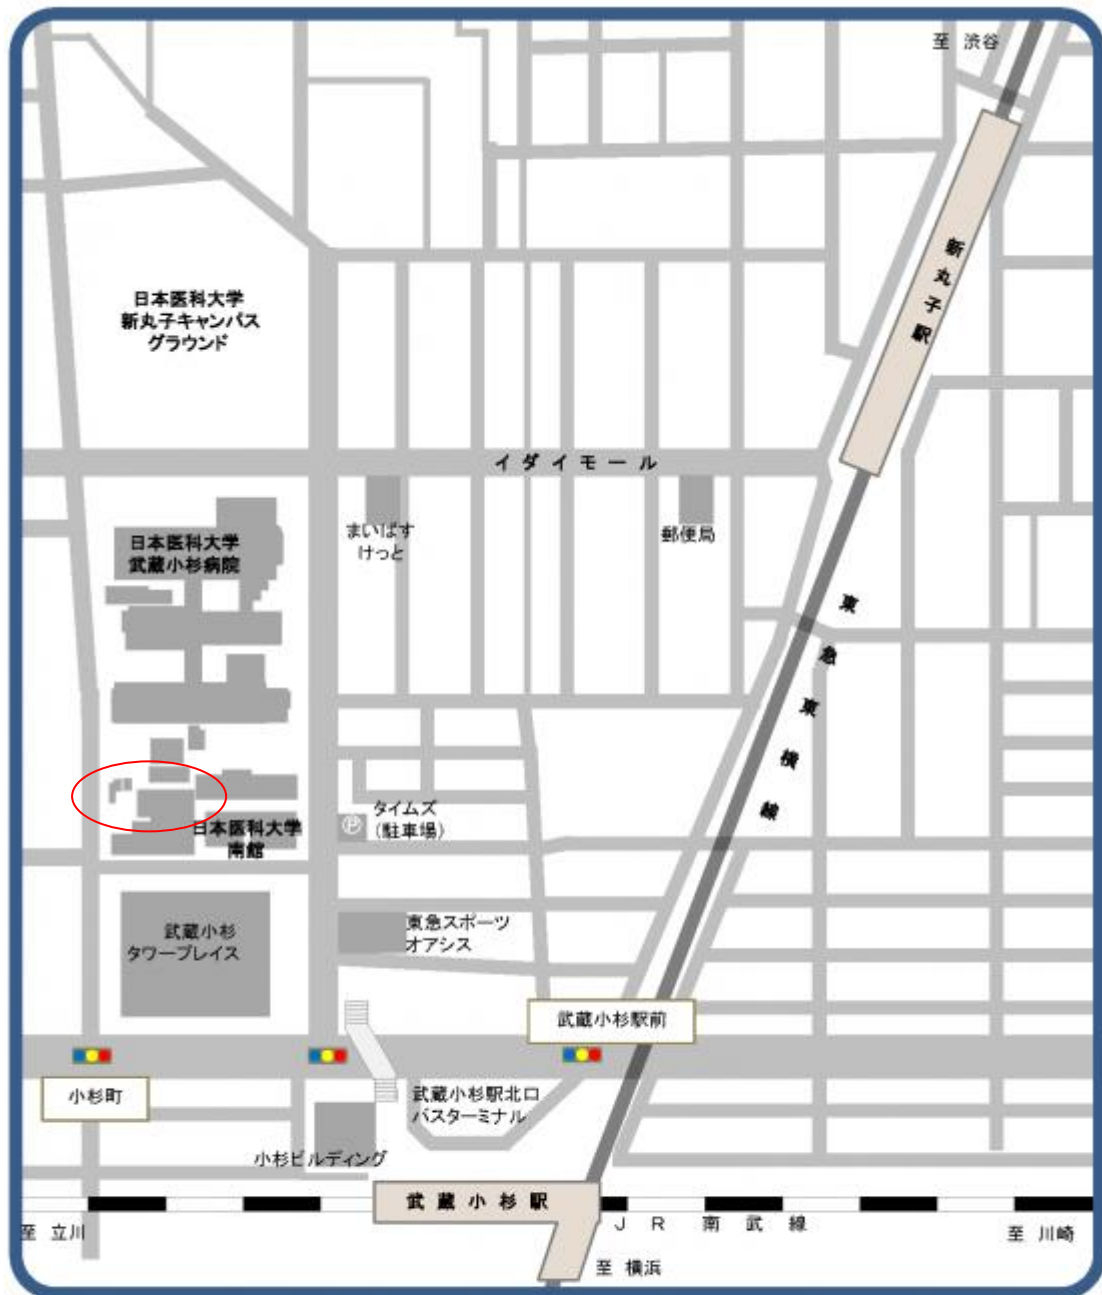 至 渋谷
新丸子駅
日本医科大学
新丸子キャンパス
グラウンド
イダイモール
まいばす
けっと
郵便局
日本医科大学
武蔵小杉病院
東急東横線
タイムズ
(駐車場)
Ⓟ
日本医科大学
南館
武蔵小杉
タワープレイス
東急スポーツ
オアシス
武蔵小杉駅前
小杉町
武蔵小杉駅北口
バスターミナル
小杉ビルディング
武蔵小杉駅
JR南武線
至 立川
至 川崎
至 横浜